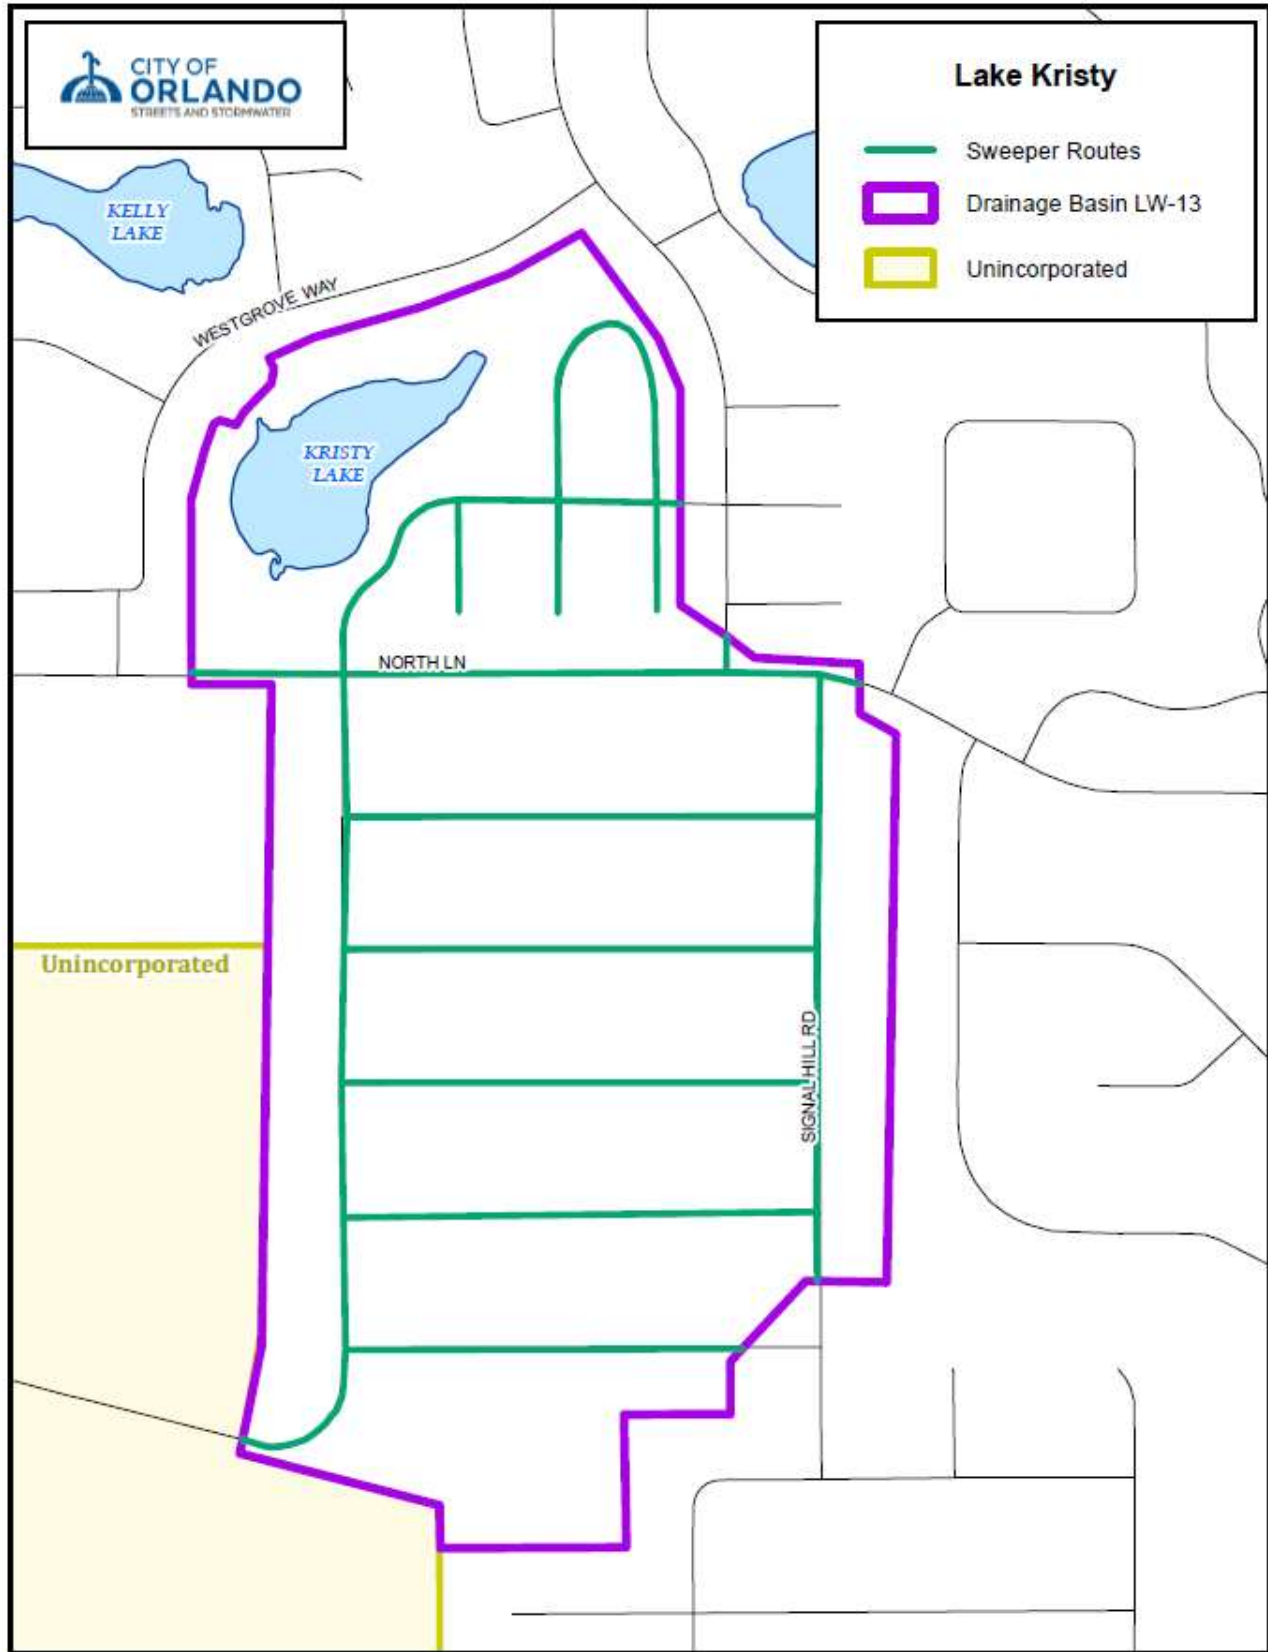 CITY OF
ORLANDO
STREETS AND STORMWATER
Lake Kristy
Sweeper Routes
Drainage Basin LW-13
Unincorporated
KELLY
LAKE
WESTGROVE WAY
KRISTY
LAKE
NORTH LN
Unincorporated
SIGNAL HILL RD